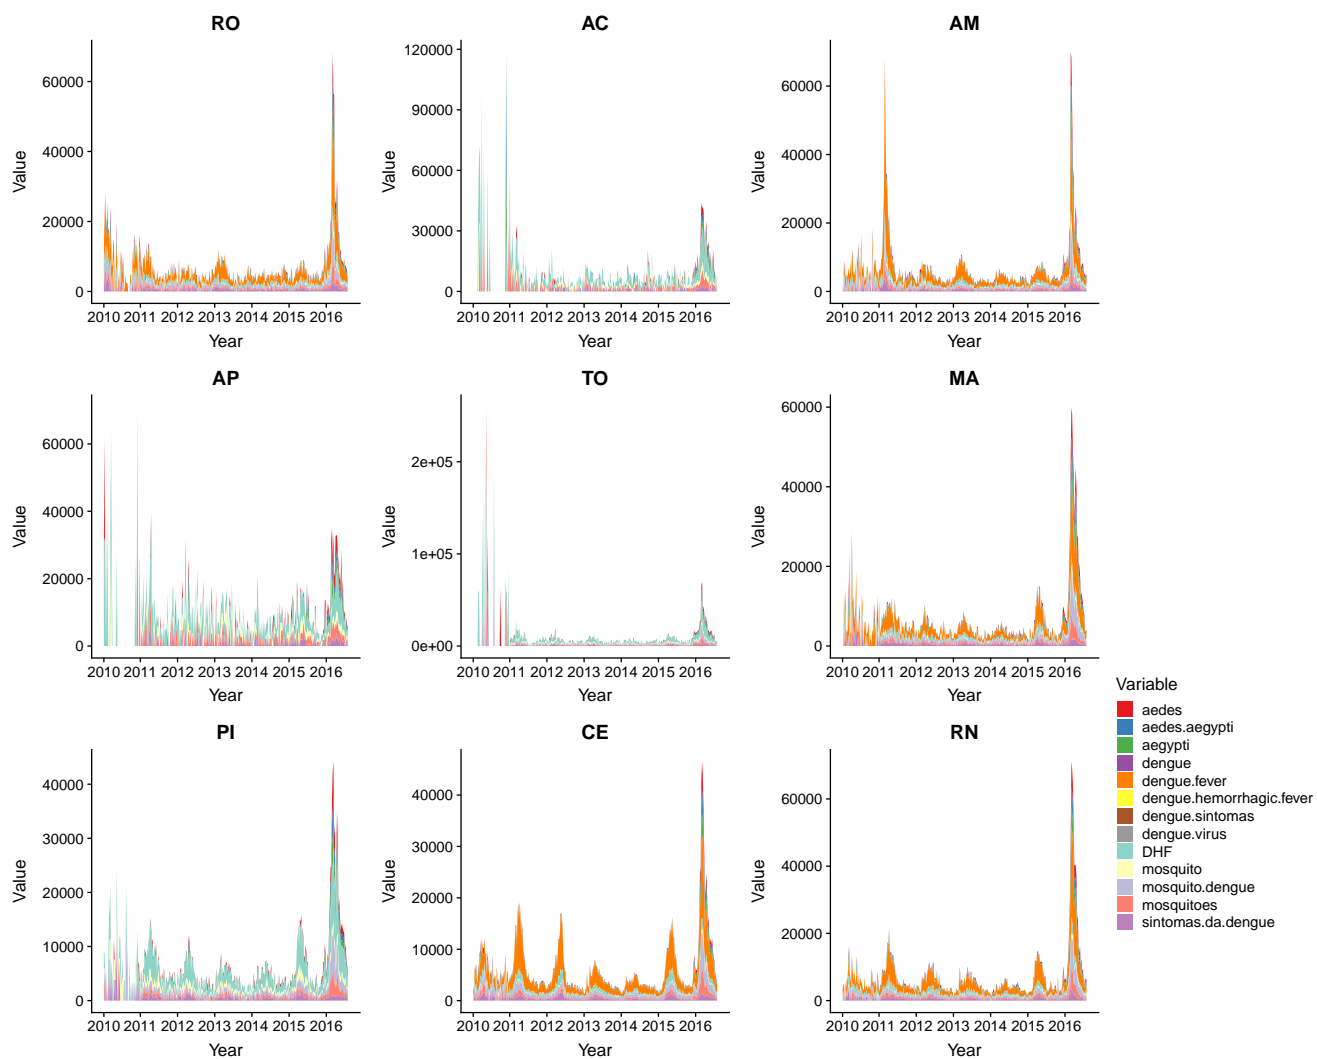 RO
AC
AM
60000
40000
20000
0
Value
2010 2011 2012 2013 2014 2015 2016
Year
120000
90000
60000
30000
0
Value
2010 2011 2012 2013 2014 2015 2016
Year
60000
40000
20000
0
Value
2010 2011 2012 2013 2014 2015 2016
Year
AP
TO
MA
60000
40000
20000
0
Value
2010 2011 2012 2013 2014 2015 2016
Year
2e+05
1e+05
0e+00
Value
2010 2011 2012 2013 2014 2015 2016
Year
60000
40000
20000
0
Value
2010 2011 2012 2013 2014 2015 2016
Year
PI
CE
RN
40000
30000
20000
10000
0
Value
2010 2011 2012 2013 2014 2015 2016
Year
40000
30000
20000
10000
0
Value
2010 2011 2012 2013 2014 2015 2016
Year
60000
40000
20000
0
Value
2010 2011 2012 2013 2014 2015 2016
Year
Variable
aedes
aedes.aegypti
aegypti
dengue
dengue.fever
dengue.hemorrhagic.fever
dengue.sintomas
dengue.virus
DHF
mosquito
mosquito.dengue
mosquitoes
sintomas.da.dengue